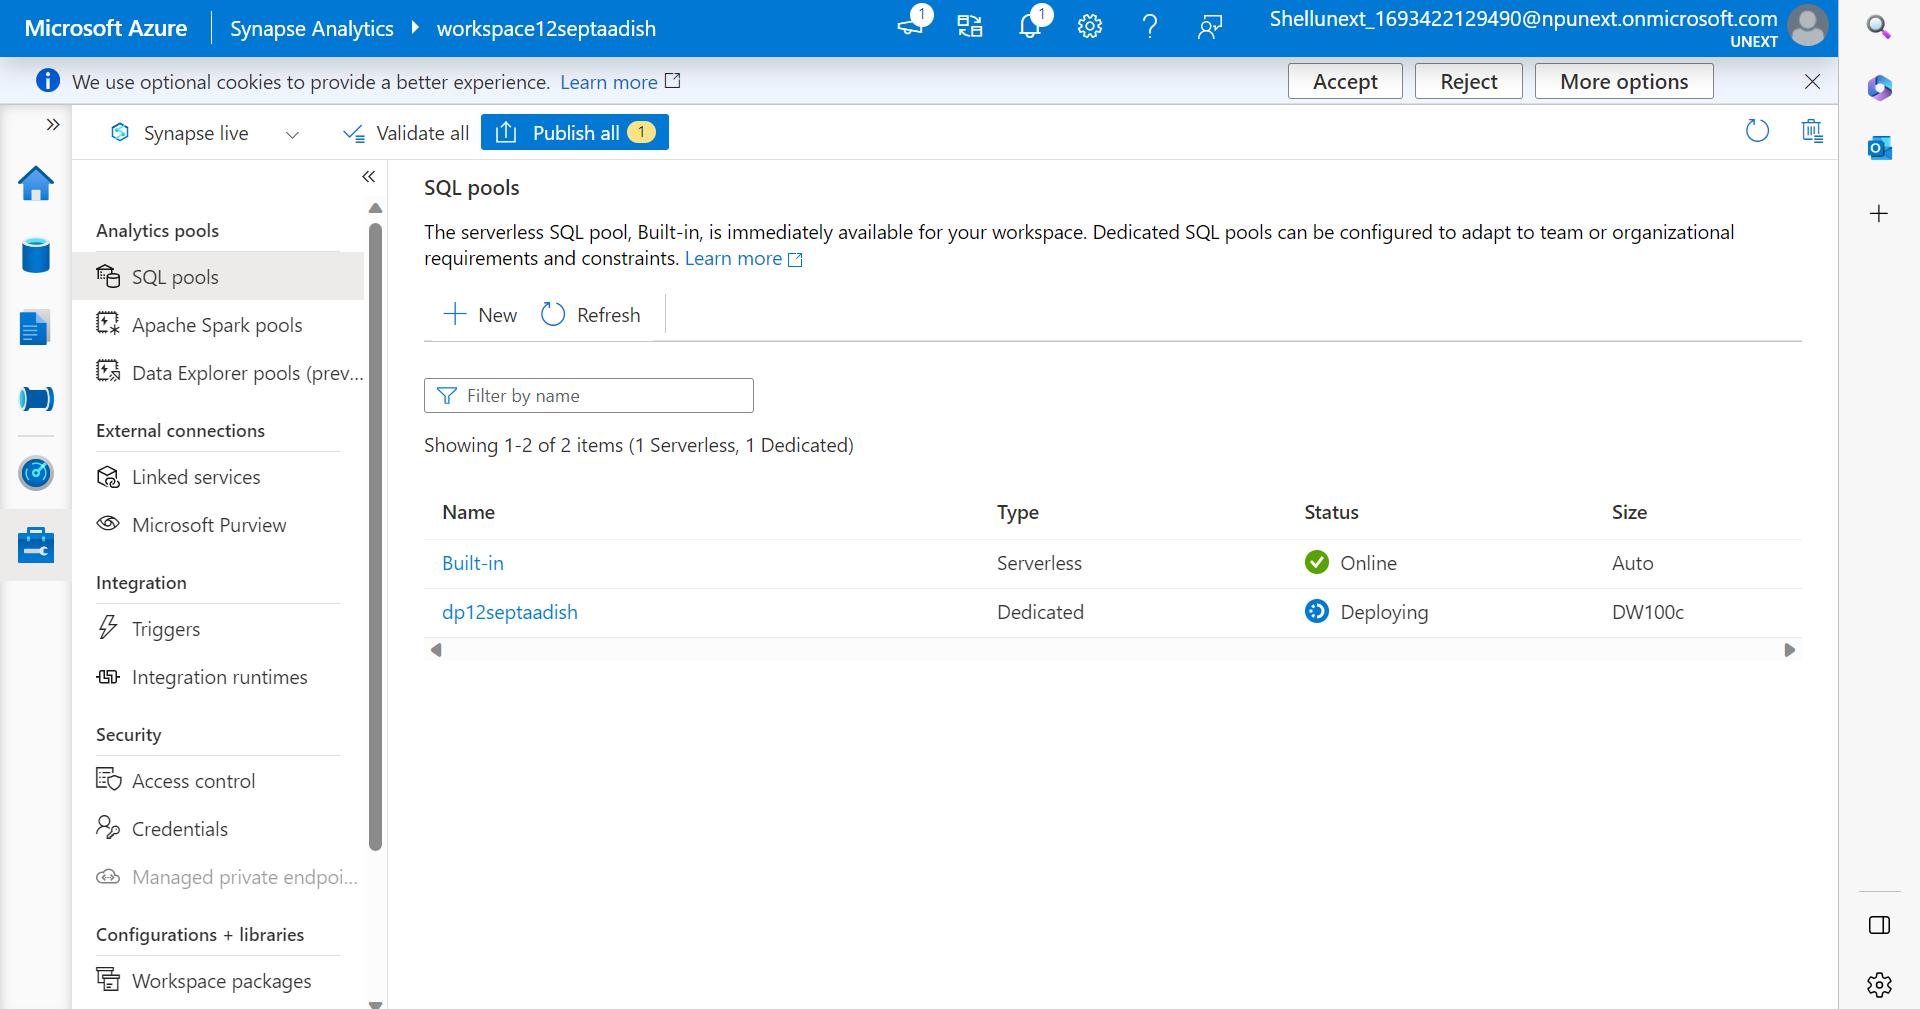 Microsoft Azure
Synapse Analytics
workspace12septaadish
1
1
Shellunext_1693422129490@npunext.onmicrosoft.com
UNEXT
We use optional cookies to provide a better experience. Learn more
Accept
Reject
More options
Synapse live
Validate all
Publish all 1
Analytics pools
SQL pools
Apache Spark pools
Data Explorer pools (prev...
External connections
Linked services
Microsoft Purview
Integration
Triggers
Integration runtimes
Security
Access control
Credentials
Managed private endpoi...
Configurations + libraries
Workspace packages
SQL pools
The serverless SQL pool, Built-in, is immediately available for your workspace. Dedicated SQL pools can be configured to adapt to team or organizational
requirements and constraints. Learn more
New
Refresh
Filter by name
Showing 1-2 of 2 items (1 Serverless, 1 Dedicated)
Name Type Status Size
Built-in Serverless Online Auto
dp12septaadish Dedicated Deploying DW100c